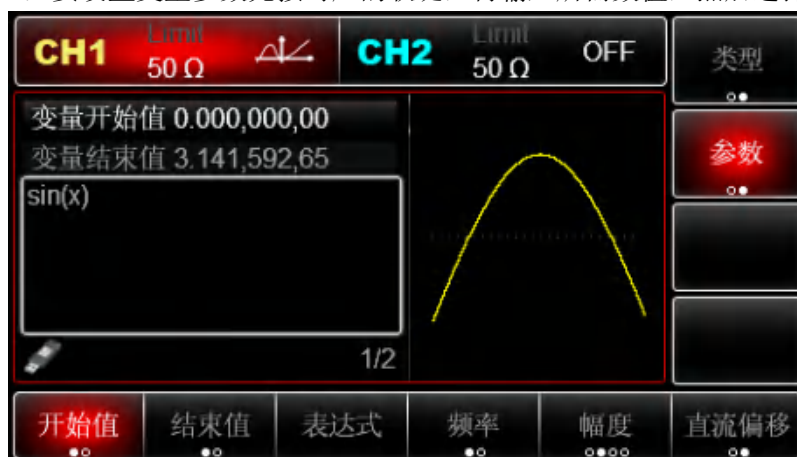 CH1 Limit 50 Ω
CH2 Limit 50 Ω OFF
类型
变量开始值 0.000,000,00
变量结束值 3.141,592,65
参数
sin(x)
1/2
开始值 结束值 表达式 频率 幅度 直流偏移